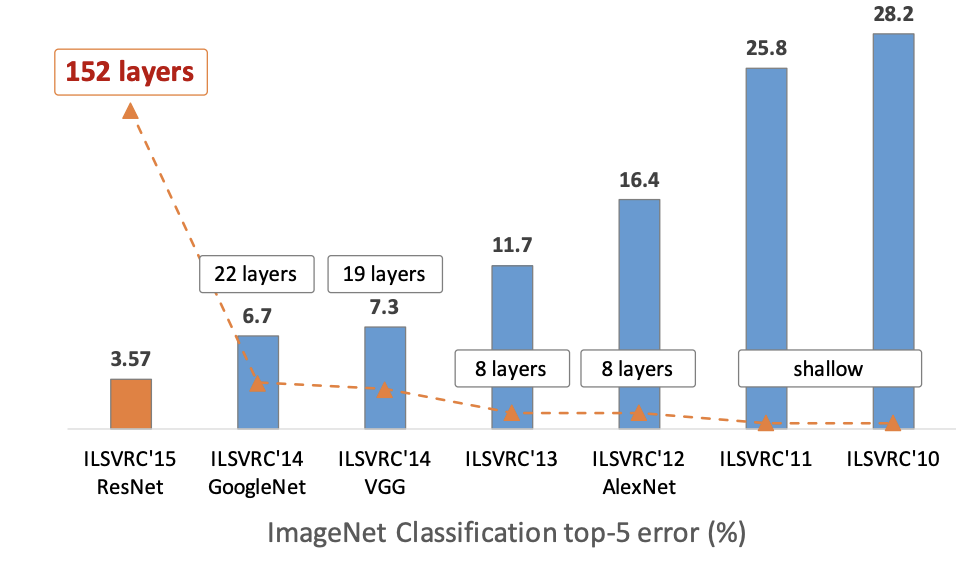 28.2
25.8
152 layers
16.4
11.7
22 layers
19 layers
6.7
7.3
3.57
8 layers
8 layers
shallow
ILSVRC'15
ResNet
ILSVRC'14
GoogleNet
ILSVRC'14
VGG
ILSVRC'13
ILSVRC'12
AlexNet
ILSVRC'11
ILSVRC'10
ImageNet Classification top-5 error (%)